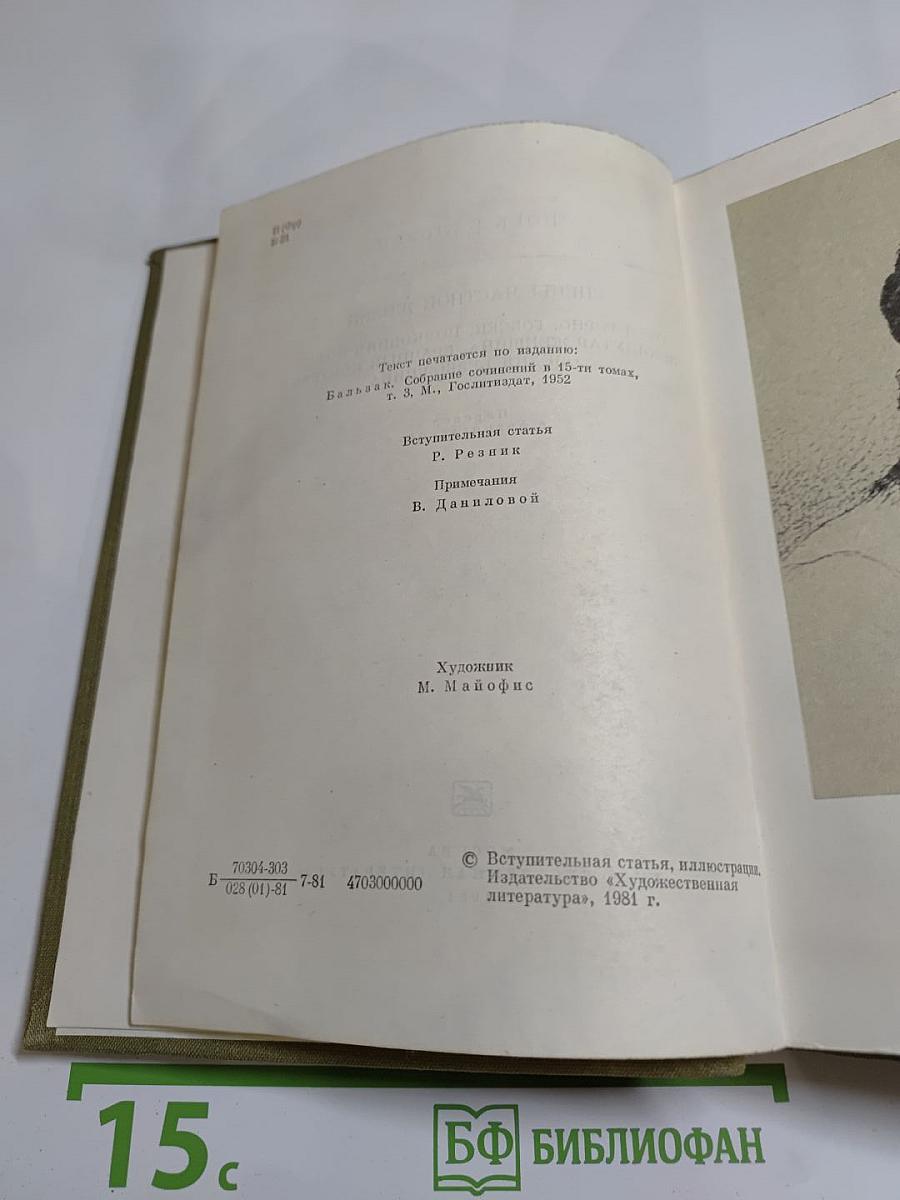 Текст печатается по изданию:
Бальзак. Собрание сочинений в 15-ти томах,
т. 3, М., Гослитиздат, 1952
Вступительная статья
Р. Резник
Примечания
В. Даниловой
Художник
М. Майофис
Б 70304-303 7-81 4703000000
028 (01)-81
© Вступительная статья, иллюстрации.
Издательство «Художественная
литература», 1981 г.
15 с
БФ БИБЛИОФАН